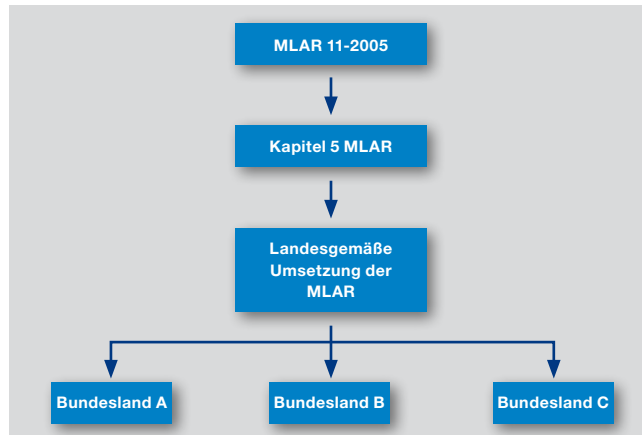 MLAR 11-2005
Kapitel 5 MLAR
Landesgemäße
Umsetzung der
MLAR
Bundesland A
Bundesland B
Bundesland C